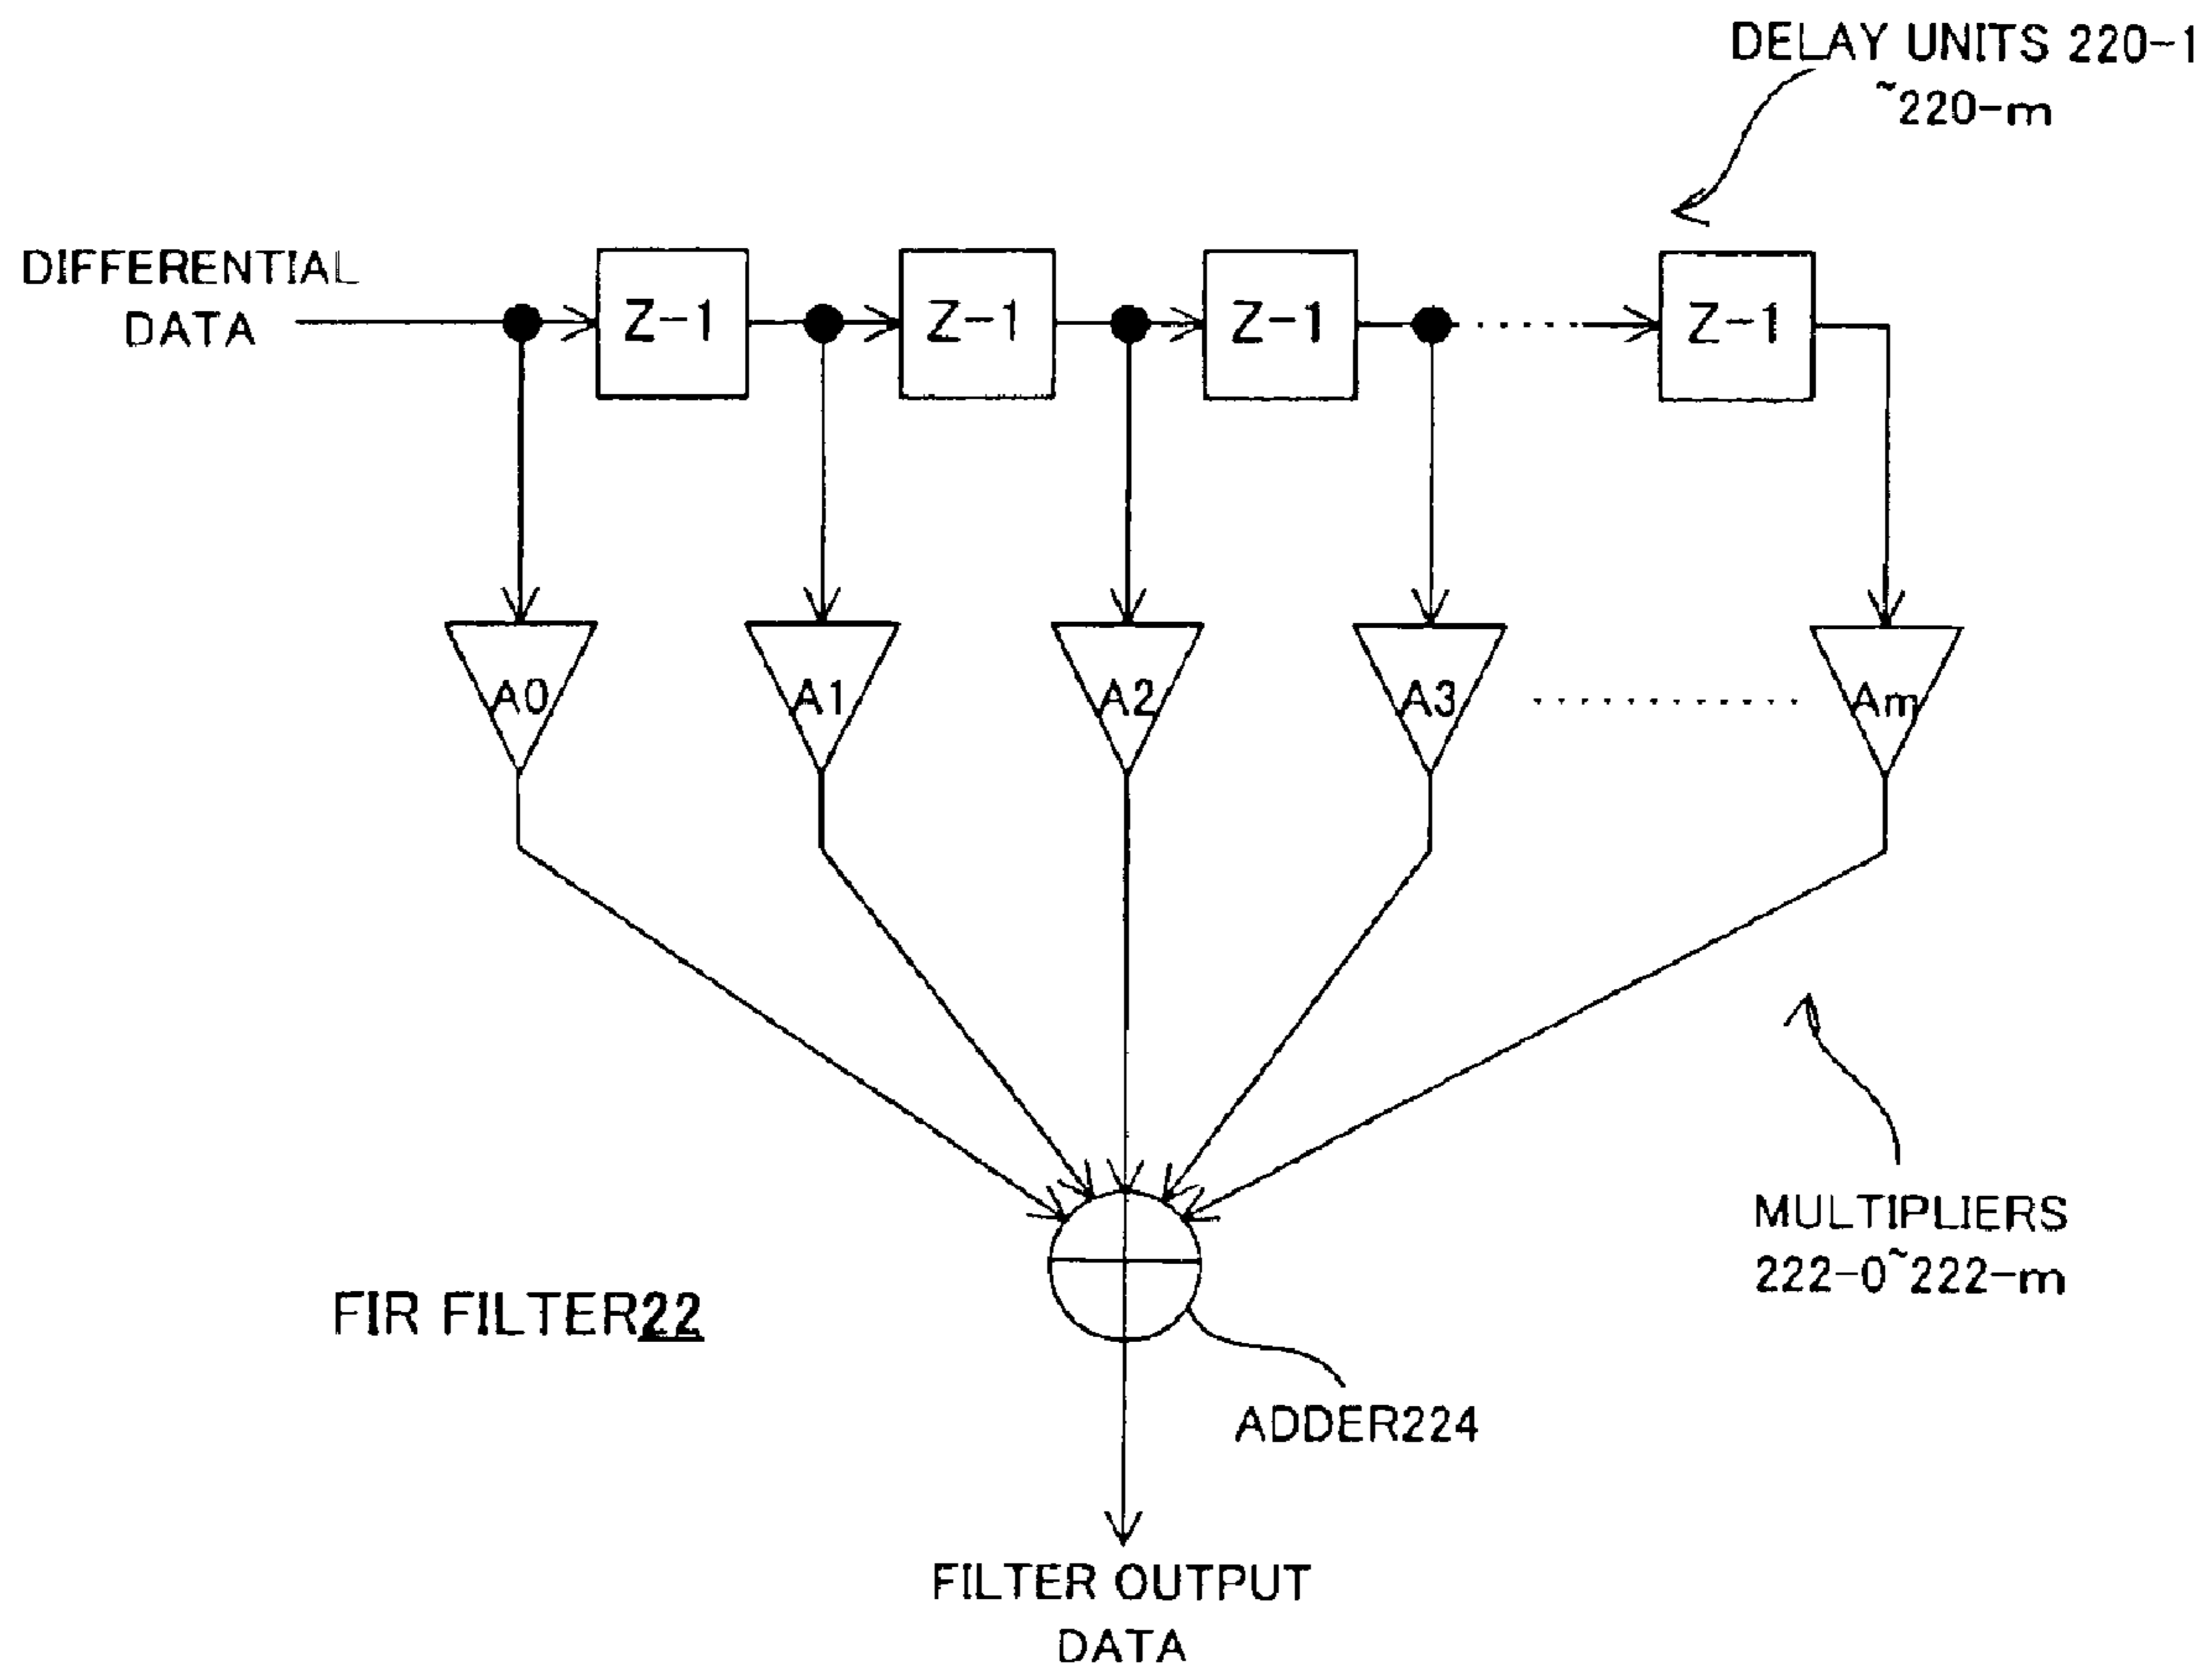 DELAY UNITS 220-1
~220-m
DIFFERENTIAL
DATA
Z-1 Z-1 Z-1 Z-1
A0 A1 A2 A3 Am
MULTIPLIERS
222-0~222-m
FIR FILTER22
ADDER224
FILTER OUTPUT
DATA